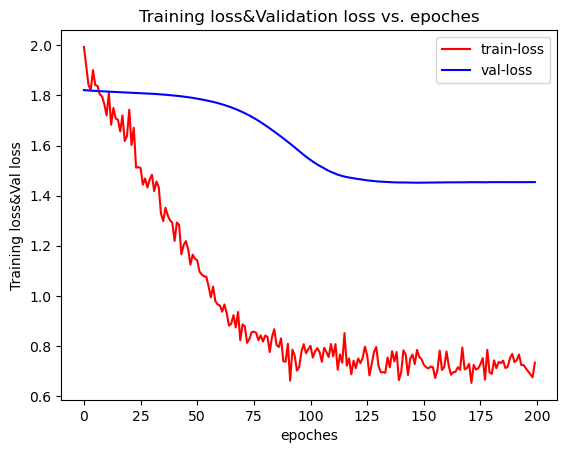 Training loss&Validation loss vs. epoches
2.0
1.8
1.6
1.4
1.2
1.0
0.8
0.6
Training loss&Val loss
train-loss
val-loss
0 25 50 75 100 125 150 175 200
epoches